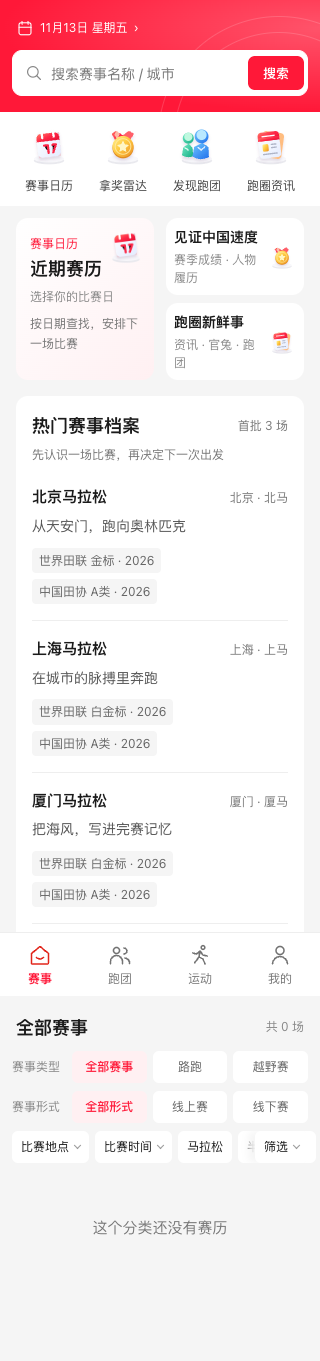 11月13日 星期五 ›
搜索赛事名称 / 城市
搜索
赛事日历
拿奖雷达
发现跑团
跑圈资讯
赛事日历
近期赛历
选择你的比赛日
按日期查找，安排下
一场比赛
见证中国速度
赛季成绩 · 人物
履历
跑圈新鲜事
资讯 · 官兔 · 跑
团
热门赛事档案
首批 3 场
先认识一场比赛，再决定下一次出发
北京马拉松
北京 · 北马
从天安门，跑向奥林匹克
世界田联 金标 · 2026
中国田协 A类 · 2026
上海马拉松
上海 · 上马
在城市的脉搏里奔跑
世界田联 白金标 · 2026
中国田协 A类 · 2026
厦门马拉松
厦门 · 厦马
把海风，写进完赛记忆
世界田联 白金标 · 2026
中国田协 A类 · 2026
赛事
跑团
运动
我的
全部赛事
共 0 场
赛事类型
全部赛事
路跑
越野赛
赛事形式
全部形式
线上赛
线下赛
比赛地点
比赛时间
马拉松
筛选
这个分类还没有赛历